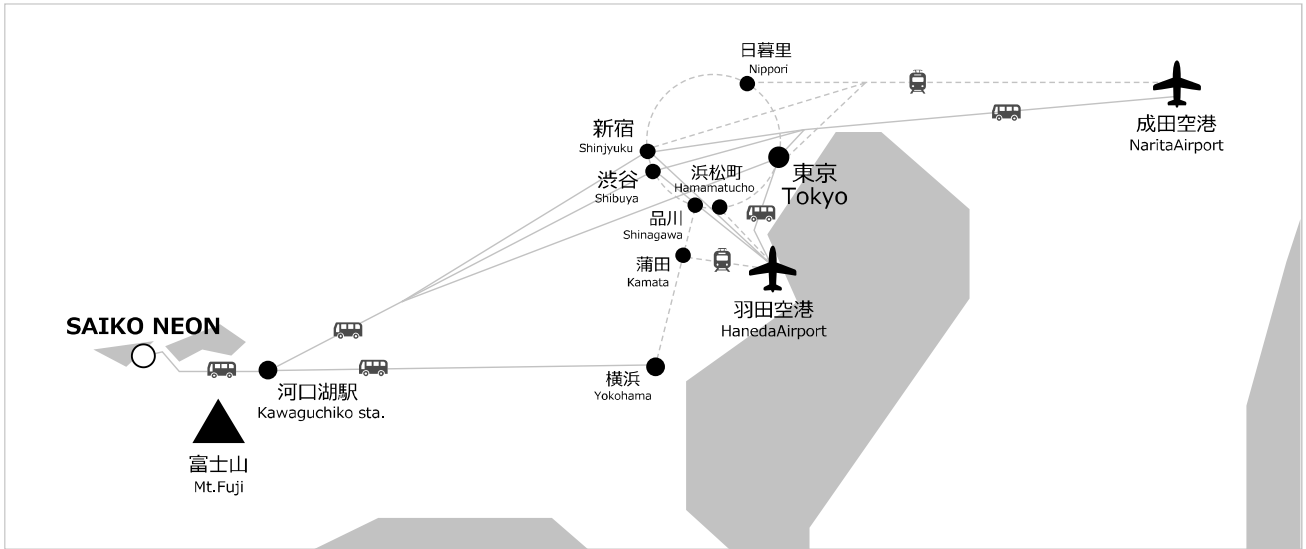 日暮里
Nippori
成田空港
NaritaAirport
新宿
Shinjyuku
渋谷
Shibuya
浜松町
Hamamatucho
東京
Tokyo
品川
Shinagawa
蒲田
Kamata
羽田空港
HanedaAirport
SAIKO NEON
河口湖駅
Kawaguchiko sta.
横浜
Yokohama
富士山
Mt.Fuji